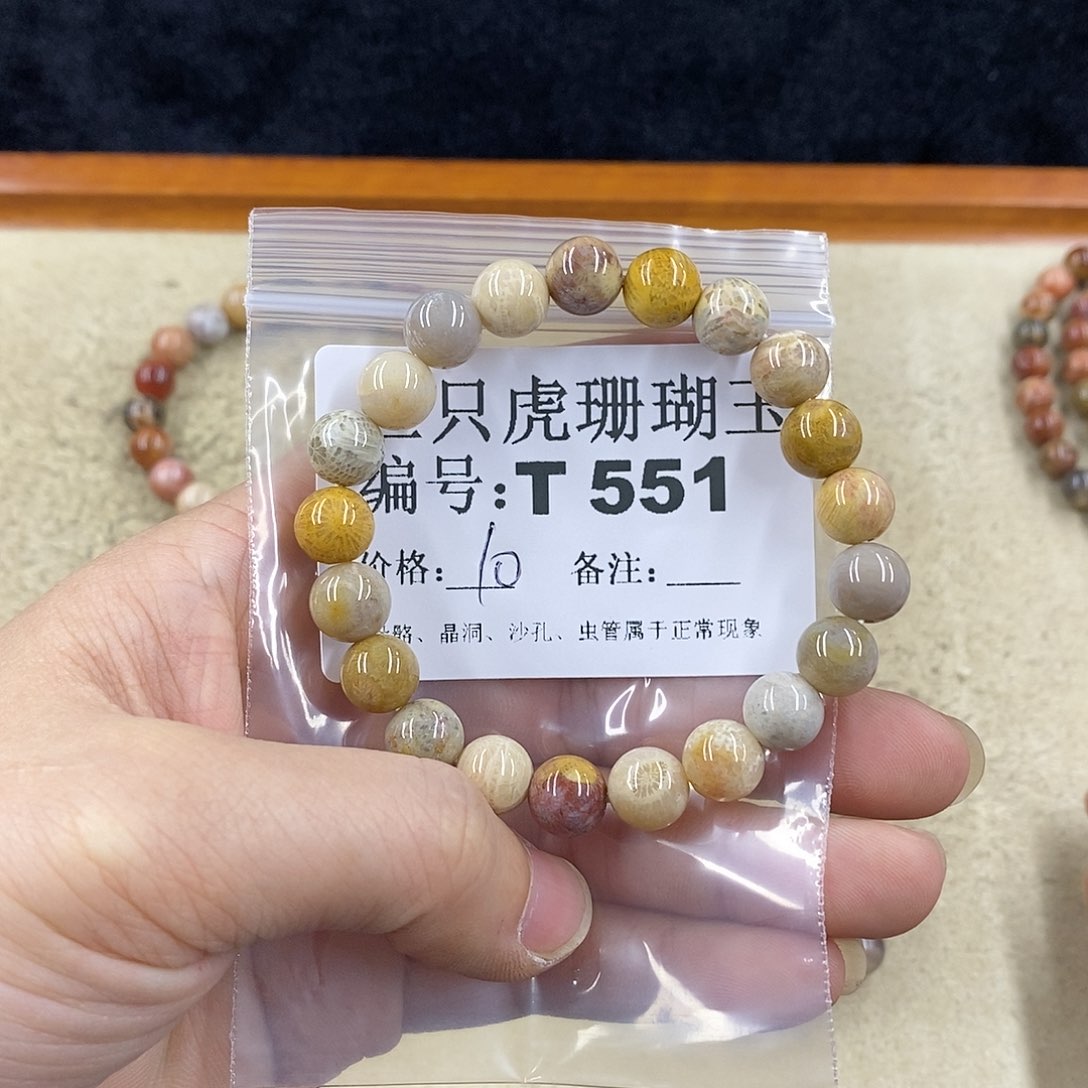 只虎珊瑚玉
编号:T 551
价格:10 备注:
、晶洞、沙孔、虫管属于正常现象